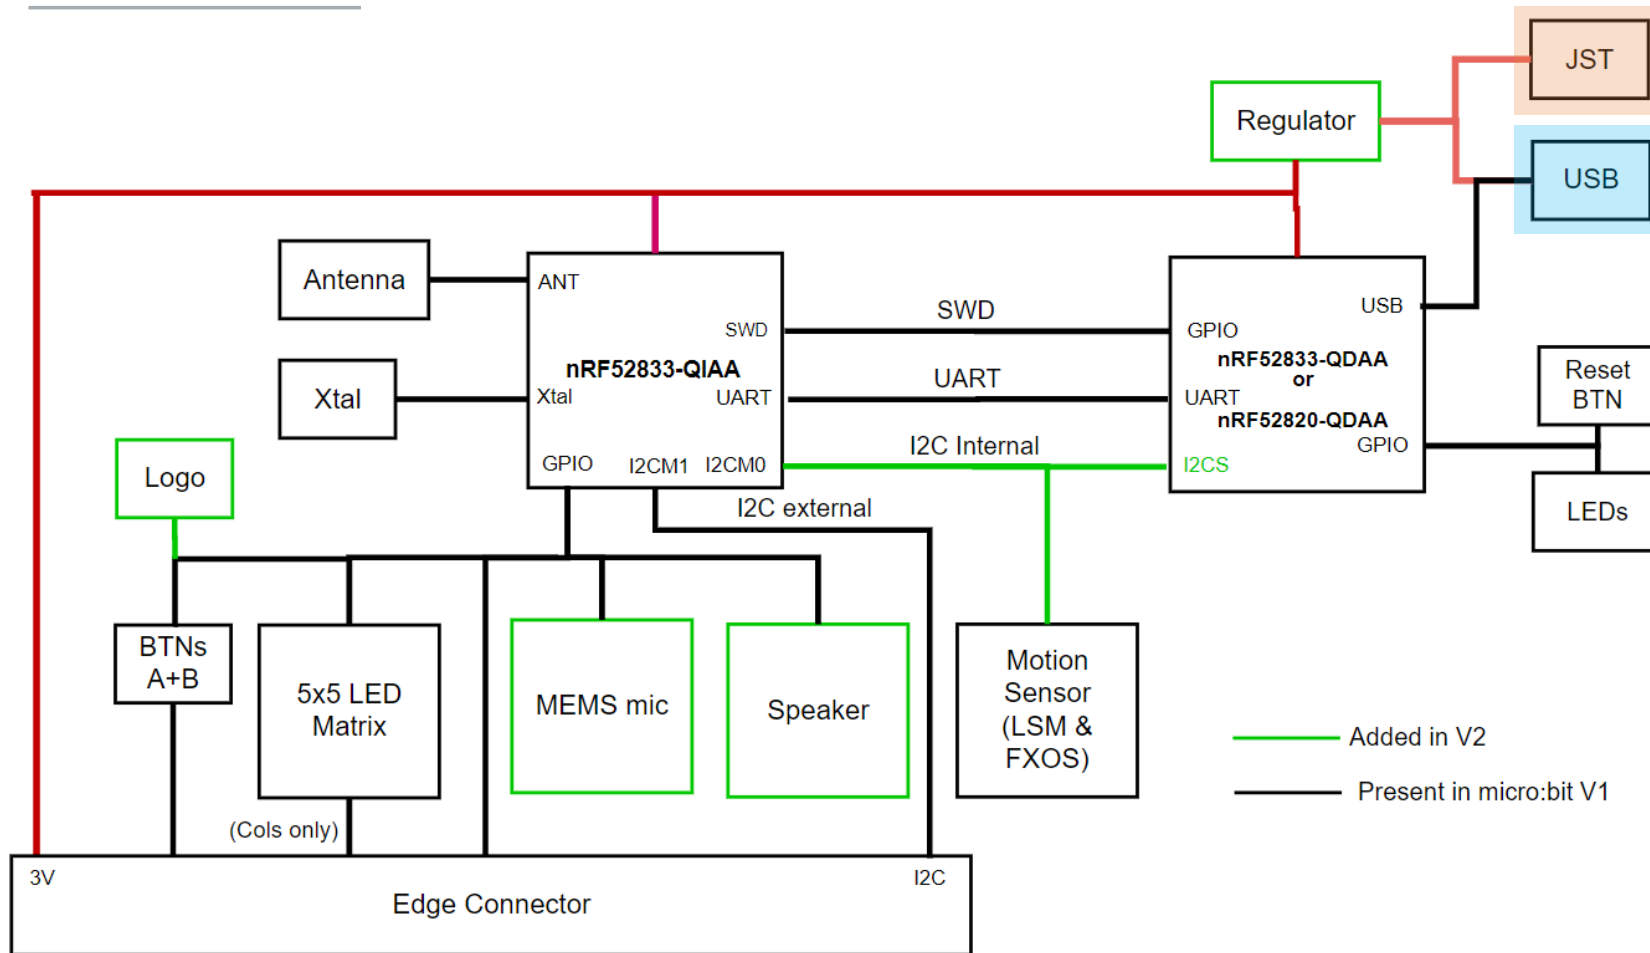 JST
Regulator
USB
Antenna
ANT
SWD
nRF52833-QIAA
Xtal
Xtal
UART
GPIO
I2CM1
I2CM0
SWD
UART
I2C Internal
I2C external
USB
GPIO
nRF52833-QDAA
or
UART
nRF52820-QDAA
GPIO
I2CS
Reset
BTN
LEDs
Logo
BTNs
A+B
5x5 LED
Matrix
MEMS mic
Speaker
Motion
Sensor
(LSM &
FXOS)
Added in V2
Present in micro:bit V1
(Cols only)
3V
I2C
Edge Connector